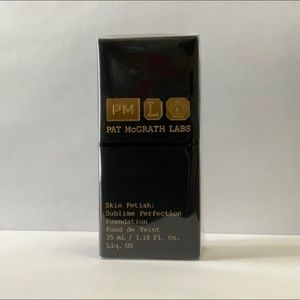 PM L
PAT McGRATH LABS
Skin Fetish:
Sublime Perfection
Foundation
Fond de Teint
35 mL / 1.18 Fl. Oz.
Liq. US